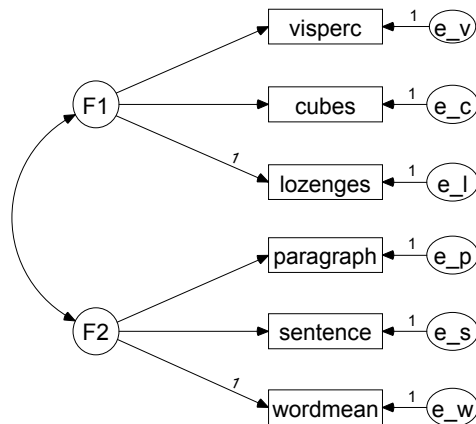 visperc 1 e_v
F1 cubes 1 e_c
1 lozenges 1 e_l
paragraph 1 e_p
F2 sentence 1 e_s
1 wordmean 1 e_w